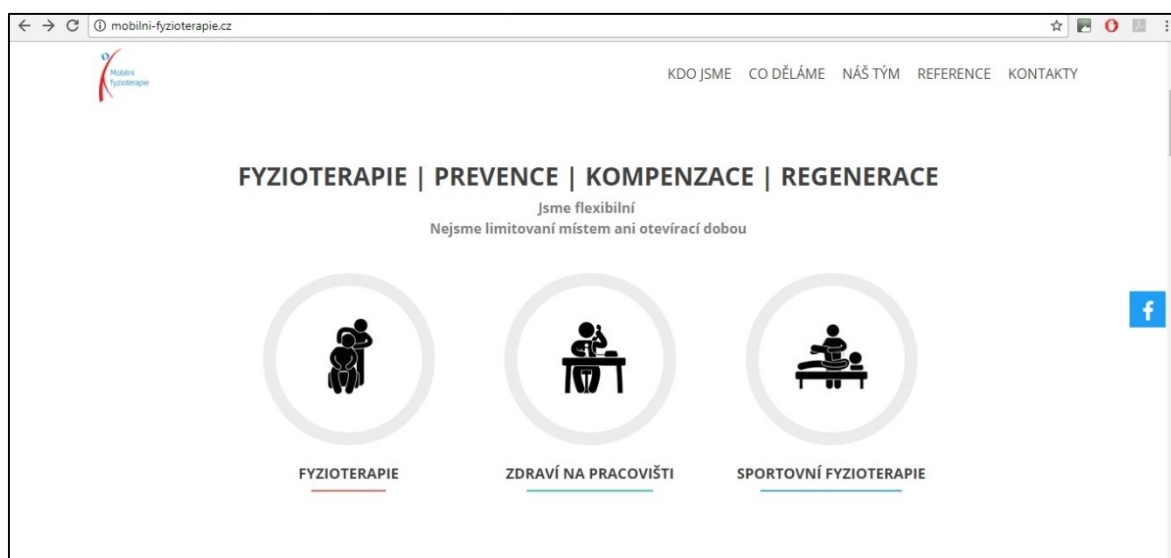 mobilni-fyzioterapie.cz
Mobilní
fyzioterapie
KDO JSME CO DĚLÁME NÁŠ TÝM REFERENCE KONTAKTY
FYZIOTERAPIE | PREVENCE | KOMPENZACE | REGENERACE
Jsme flexibilní
Nejsme limitovaní místem ani otevírací dobou
FYZIOTERAPIE ZDRAVÍ NA PRACOVIŠTI SPORTOVNÍ FYZIOTERAPIE